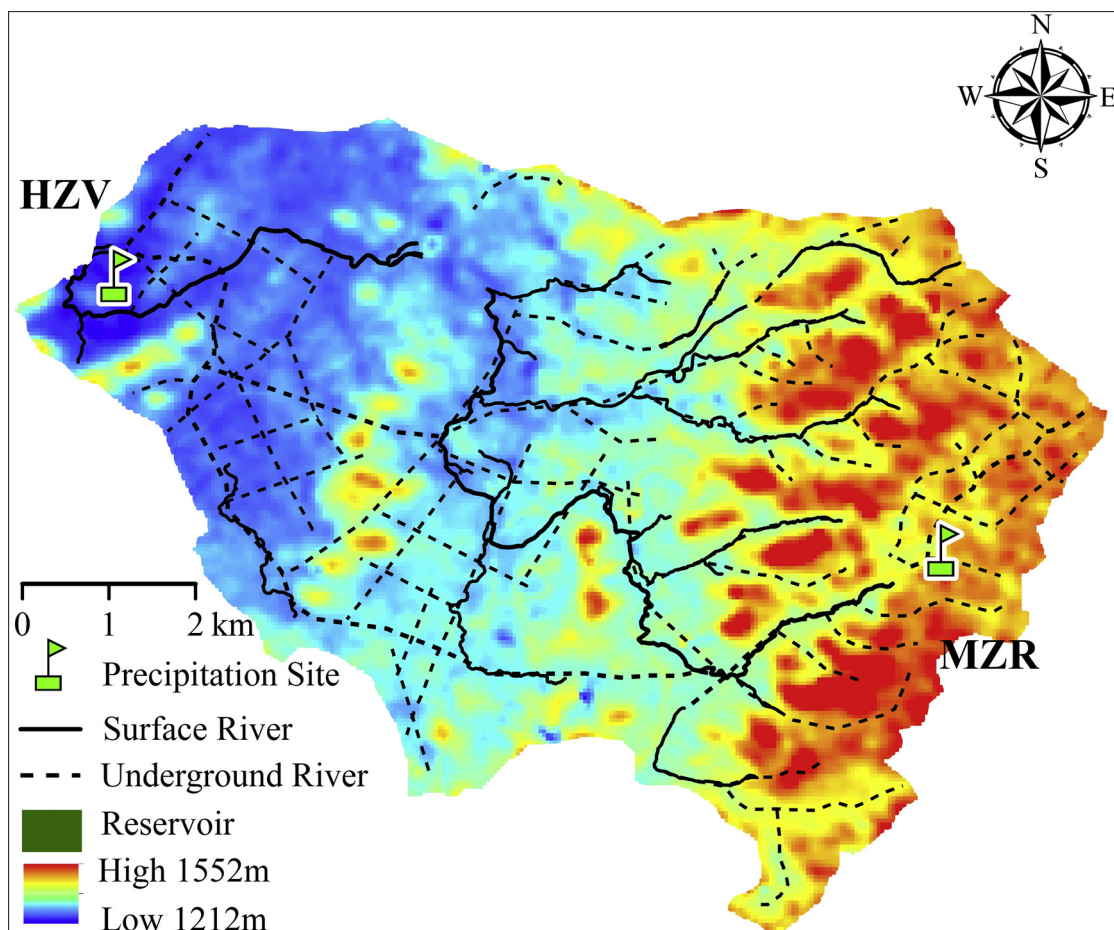 N
W E
S
HZV
MZR
0 1 2 km
Precipitation Site
Surface River
Underground River
Reservoir
High 1552m
Low 1212m